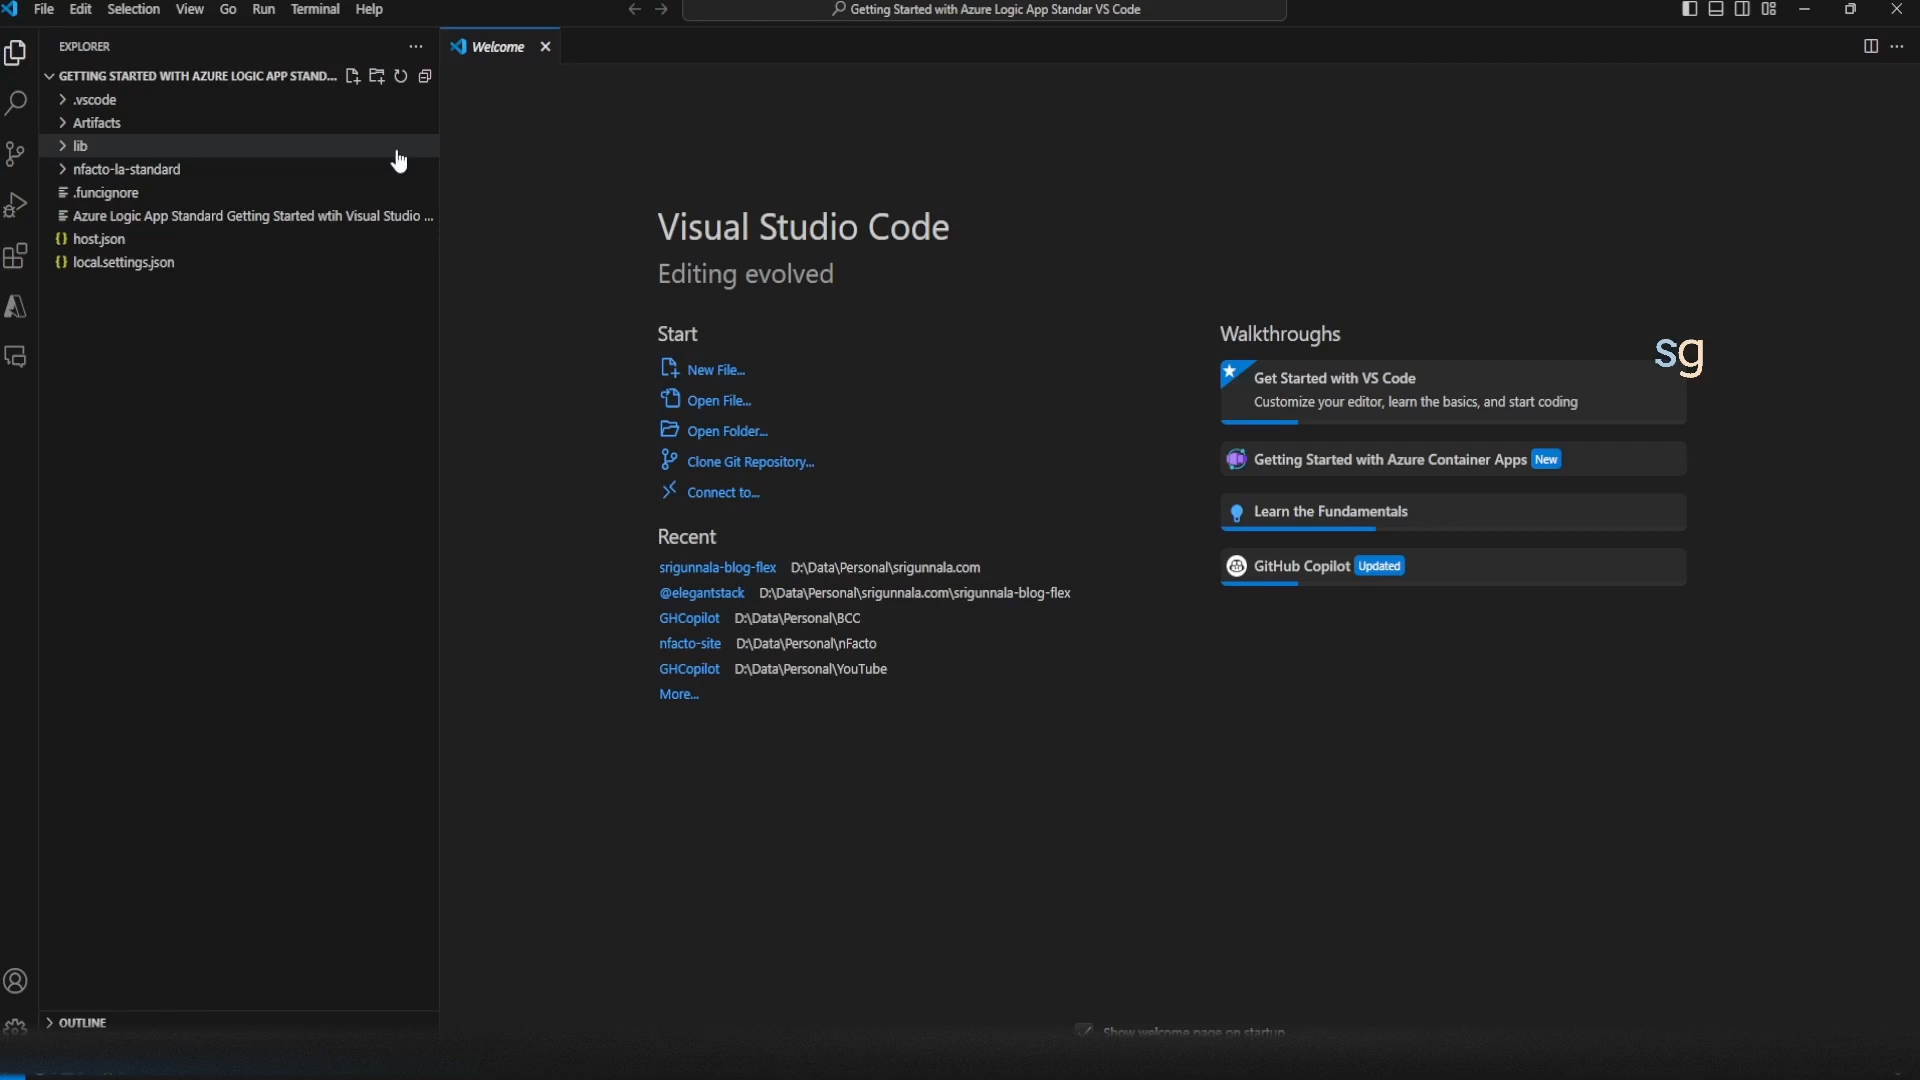 File Edit Selection View Go Run Terminal Help
Getting Started with Azure Logic App Standar VS Code
EXPLORER
Welcome
GETTING STARTED WITH AZURE LOGIC APP STAND...
.vscode
Artifacts
lib
nfacto-la-standard
.funcignore
Azure Logic App Standard Getting Started wtih Visual Studio ...
host.json
local.settings.json
OUTLINE
Visual Studio Code
Editing evolved
Start
New File...
Open File...
Open Folder...
Clone Git Repository...
Connect to...
Recent
srigunnala-blog-flex D:\Data\Personal\srigunnala.com
@elegantstack D:\Data\Personal\srigunnala.com\srigunnala-blog-flex
GHCopilot D:\Data\Personal\BCC
nfacto-site D:\Data\Personal\nFacto
GHCopilot D:\Data\Personal\YouTube
More...
Walkthroughs
sg
Get Started with VS Code
Customize your editor, learn the basics, and start coding
Getting Started with Azure Container Apps New
Learn the Fundamentals
GitHub Copilot Updated
Show welcome page on startup